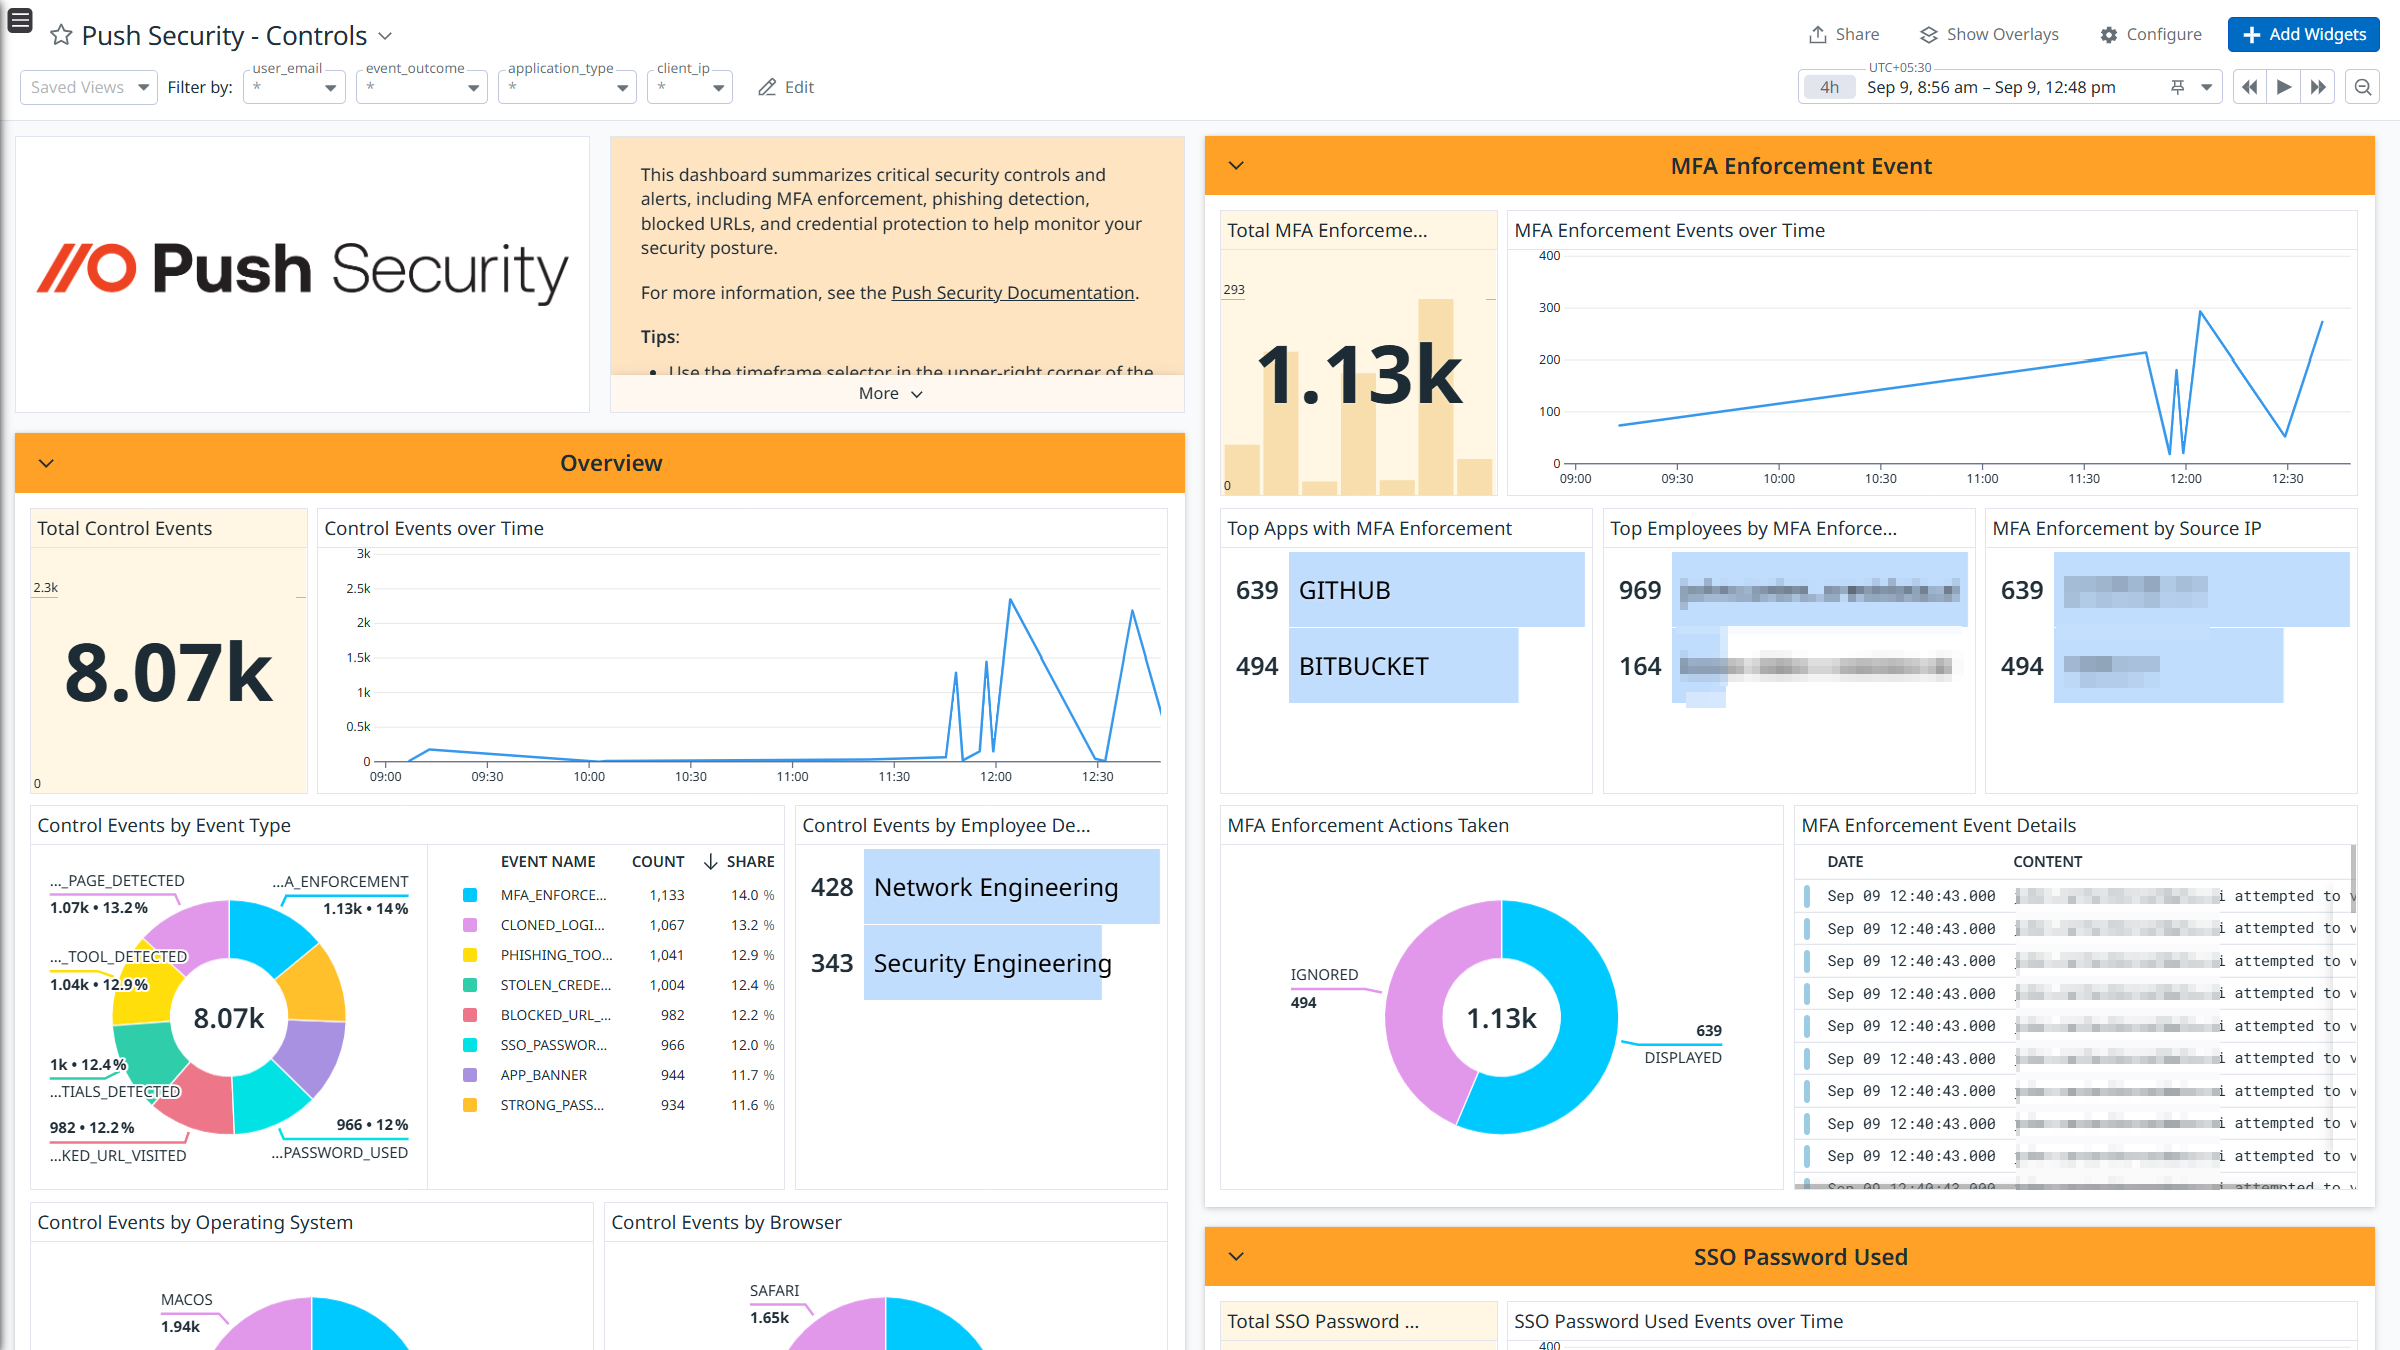 Push Security - Controls
Share
Show Overlays
Configure
Add Widgets
Saved Views
Filter by:
user_email
*
event_outcome
*
application_type
*
client_ip
*
Edit
UTC+05:30
4h
Sep 9, 8:56 am – Sep 9, 12:48 pm
Push Security
This dashboard summarizes critical security controls and
alerts, including MFA enforcement, phishing detection,
blocked URLs, and credential protection to help monitor your
security posture.
For more information, see the Push Security Documentation.
Tips:
• Use the timeframe selector in the upper-right corner of the
More
Overview
Total Control Events
2.3k
8.07k
0
Control Events over Time
3k
2.5k
2k
1.5k
1k
0.5k
0
09:00 09:30 10:00 10:30 11:00 11:30 12:00 12:30
Control Events by Event Type
..._PAGE_DETECTED
1.07k • 13.2%
...A_ENFORCEMENT
1.13k • 14%
..._TOOL_DETECTED
1.04k • 12.9%
8.07k
1k • 12.4%
...TIALS_DETECTED
982 • 12.2%
...KED_URL_VISITED
966 • 12%
...PASSWORD_USED
EVENT NAME COUNT SHARE
MFA_ENFORCE... 1,133 14.0 %
CLONED_LOGI... 1,067 13.2 %
PHISHING_TOO... 1,041 12.9 %
STOLEN_CREDE... 1,004 12.4 %
BLOCKED_URL_... 982 12.2 %
SSO_PASSWOR... 966 12.0 %
APP_BANNER 944 11.7 %
STRONG_PASS... 934 11.6 %
Control Events by Employee De...
428 Network Engineering
343 Security Engineering
Control Events by Operating System
MACOS
1.94k
Control Events by Browser
SAFARI
1.65k
MFA Enforcement Event
Total MFA Enforceme...
293
1.13k
0
MFA Enforcement Events over Time
400
300
200
100
0
09:00 09:30 10:00 10:30 11:00 11:30 12:00 12:30
Top Apps with MFA Enforcement
639 GITHUB
494 BITBUCKET
Top Employees by MFA Enforce...
969
164
MFA Enforcement by Source IP
639
494
MFA Enforcement Actions Taken
IGNORED
494
1.13k
639
DISPLAYED
MFA Enforcement Event Details
DATE CONTENT
Sep 09 12:40:43.000 i attempted to v
Sep 09 12:40:43.000 i attempted to v
Sep 09 12:40:43.000 i attempted to v
Sep 09 12:40:43.000 i attempted to v
Sep 09 12:40:43.000 i attempted to v
Sep 09 12:40:43.000 i attempted to v
Sep 09 12:40:43.000 i attempted to v
Sep 09 12:40:43.000 i attempted to v
Sep 09 12:40:43.000 i attempted to v
Sep 09 12:40:43.000 i attempted to v
SSO Password Used
Total SSO Password ...
SSO Password Used Events over Time
400